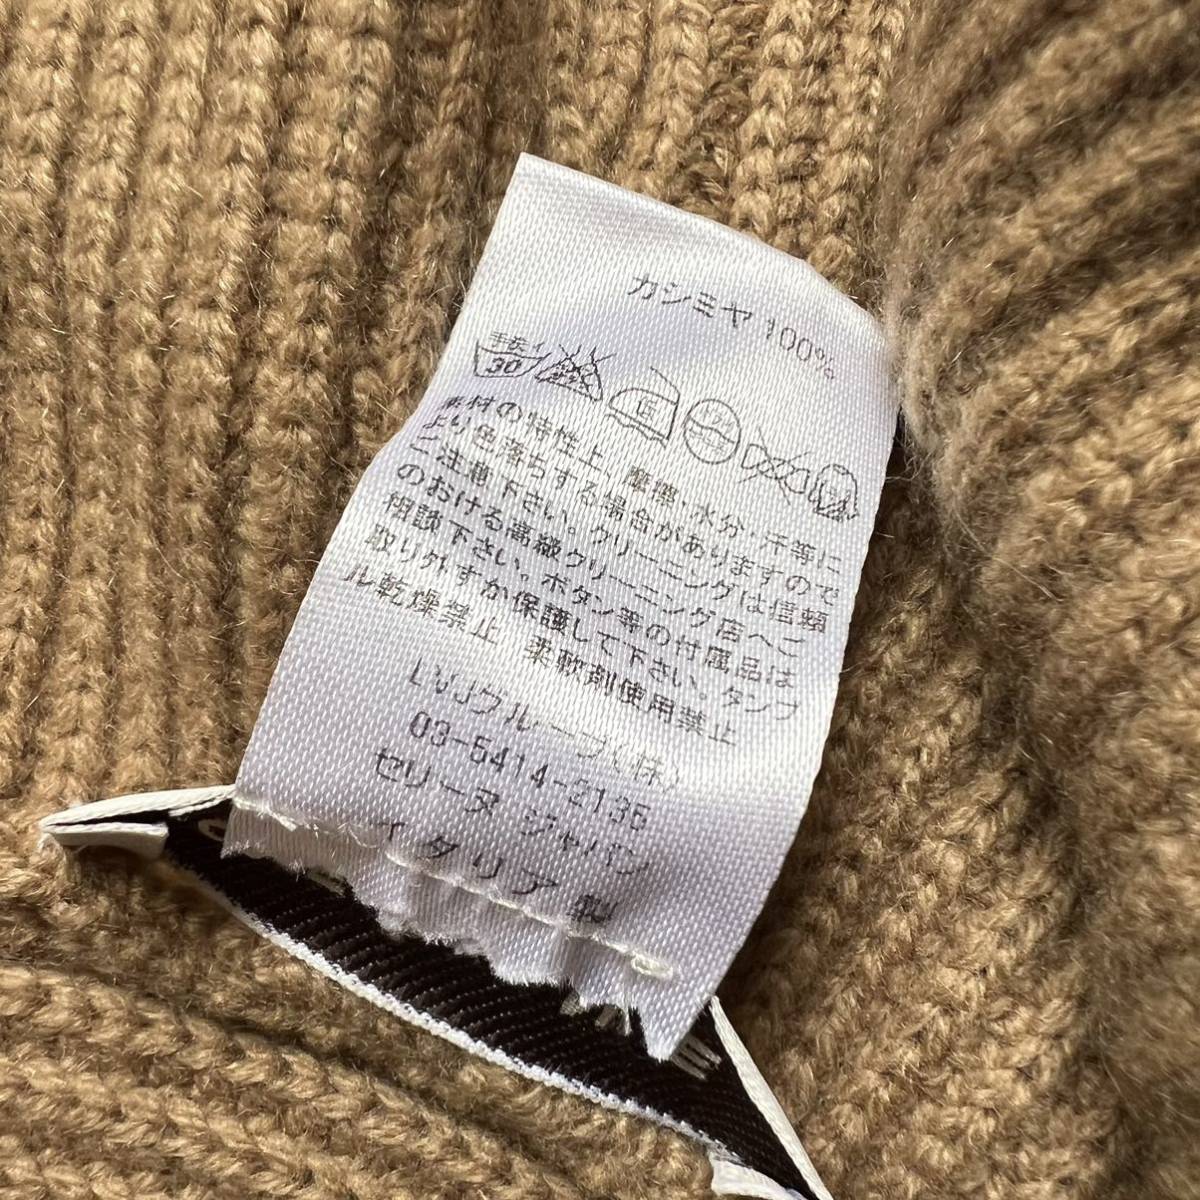 カシミヤ 100%
手洗イ
30
素材の特性上、摩擦・水分・汗等に
より色落ちする場合がありますので
ご注意下さい。クリーニングは信頼
のおける高級クリーニング店へご
相談下さい。ボタン等の付属品は
取り外すか保護して下さい。タンブ
ル乾燥禁止 柔軟剤使用禁止
LVJグループ(株)
03-5414-2135
セリーヌ ジャパン
イタリア 製